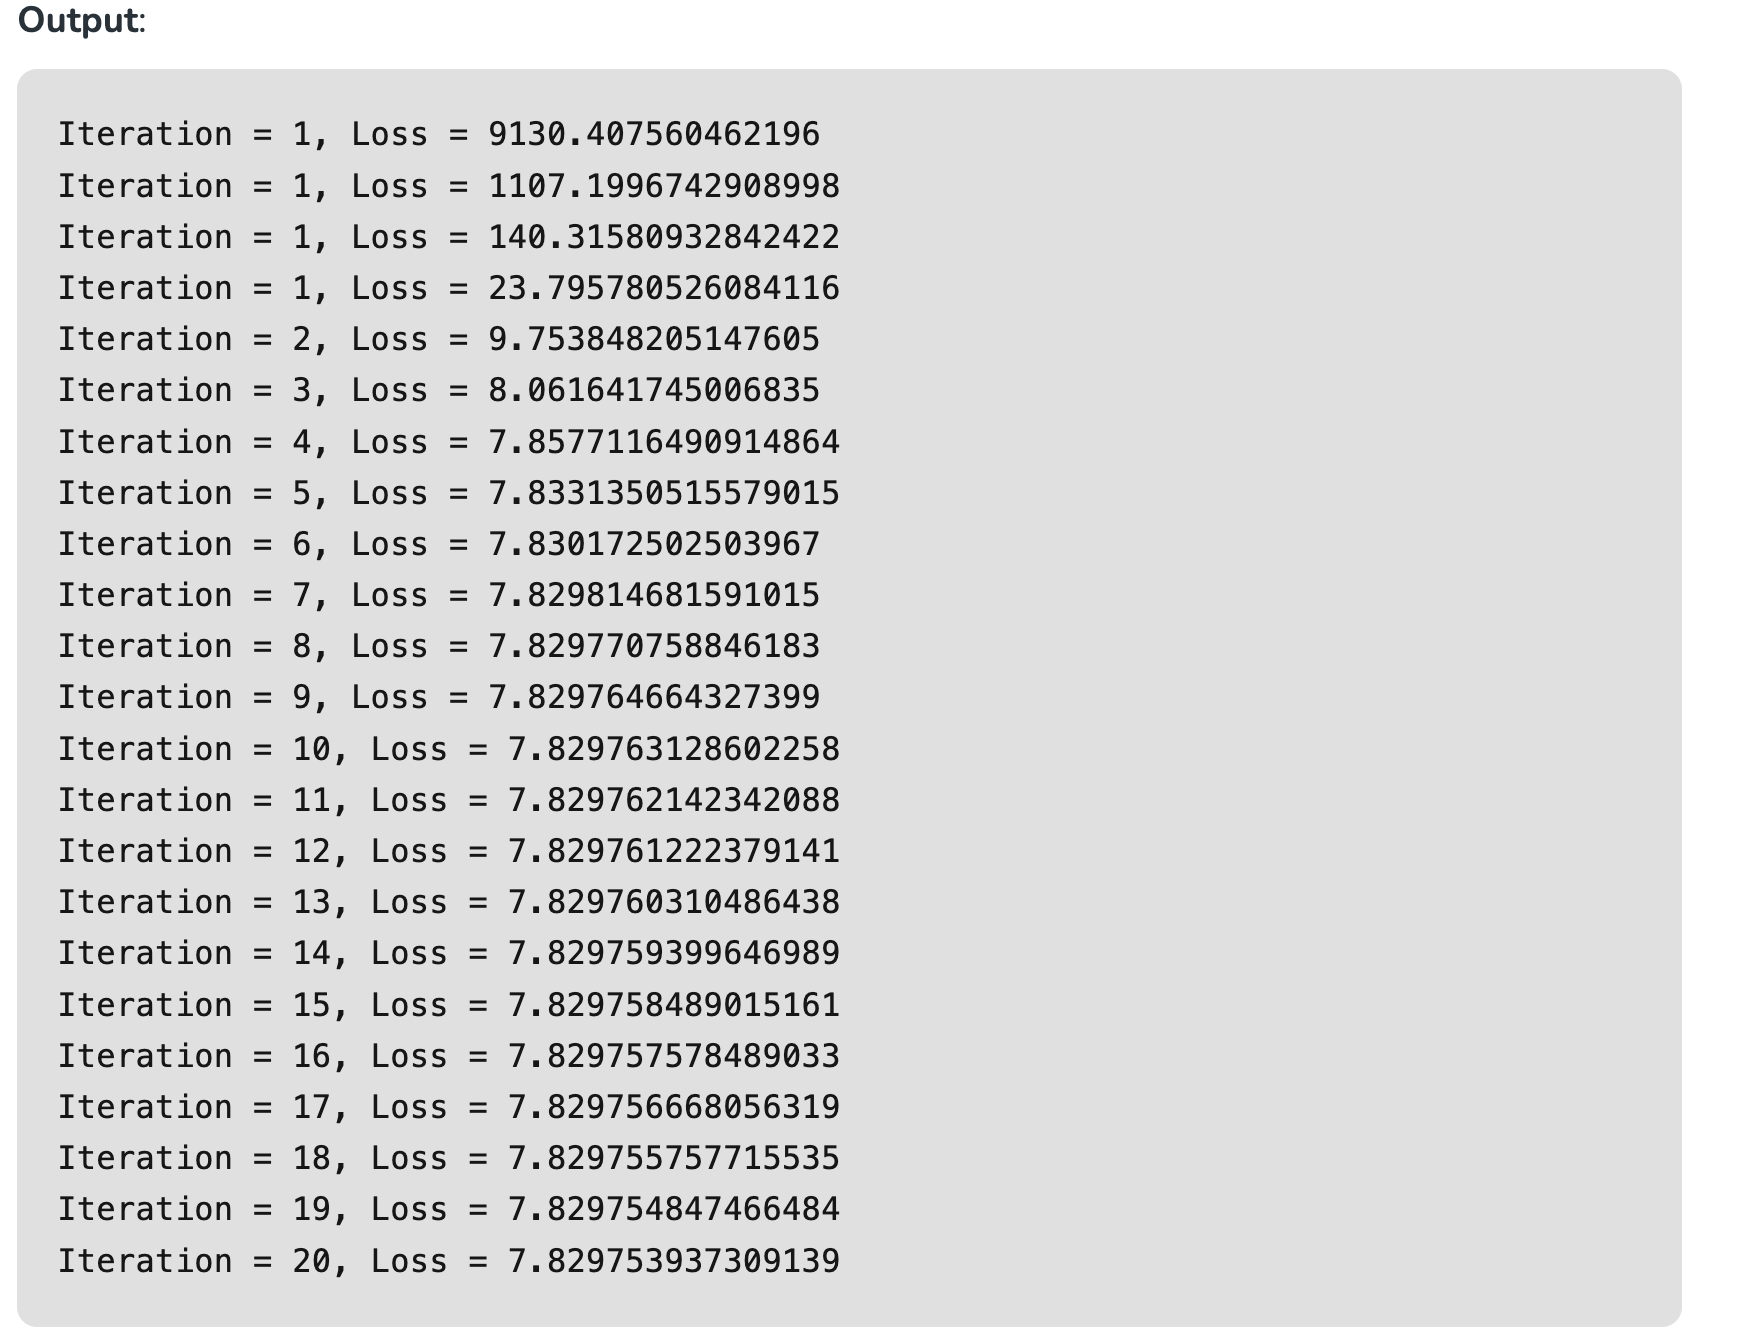 Output:
Iteration = 1, Loss = 9130.407560462196
Iteration = 1, Loss = 1107.1996742908998
Iteration = 1, Loss = 140.31580932842422
Iteration = 1, Loss = 23.795780526084116
Iteration = 2, Loss = 9.753848205147605
Iteration = 3, Loss = 8.061641745006835
Iteration = 4, Loss = 7.8577116490914864
Iteration = 5, Loss = 7.8331350515579015
Iteration = 6, Loss = 7.830172502503967
Iteration = 7, Loss = 7.829814681591015
Iteration = 8, Loss = 7.829770758846183
Iteration = 9, Loss = 7.829764664327399
Iteration = 10, Loss = 7.829763128602258
Iteration = 11, Loss = 7.829762142342088
Iteration = 12, Loss = 7.829761222379141
Iteration = 13, Loss = 7.829760310486438
Iteration = 14, Loss = 7.829759399646989
Iteration = 15, Loss = 7.829758489015161
Iteration = 16, Loss = 7.829757578489033
Iteration = 17, Loss = 7.829756668056319
Iteration = 18, Loss = 7.829755757715535
Iteration = 19, Loss = 7.829754847466484
Iteration = 20, Loss = 7.829753937309139